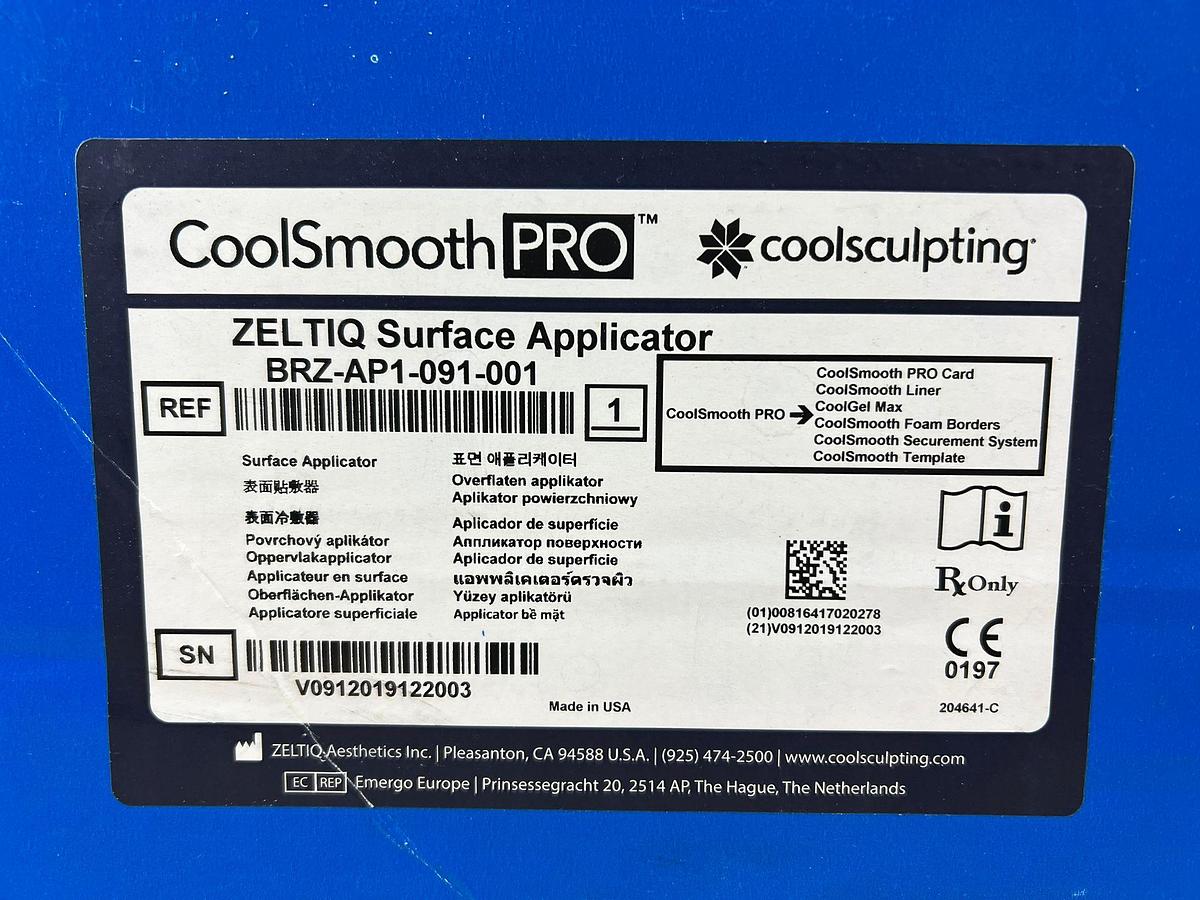 CoolSmooth PRO™
coolsculpting
ZELTIQ Surface Applicator
BRZ-AP1-091-001
REF
1
CoolSmooth PRO
CoolSmooth PRO Card
CoolSmooth Liner
CoolGel Max
CoolSmooth Foam Borders
CoolSmooth Securement System
CoolSmooth Template
Surface Applicator
表面贴敷器
表面冷敷器
Povrchový aplikátor
Oppervlakapplicator
Applicateur en surface
Oberflächen-Applikator
Applicatore superficiale
표면 애플리케이터
Overflaten applikator
Aplikator powierzchniowy
Aplicador de superfície
Аппликатор поверхности
Aplicador de superficie
แอพพลิเคเตอร์ตรวจผิว
Yüzey aplikatörü
Applicator bề mặt
(01)00816417020278
(21)V0912019122003
i
Rx Only
CE
0197
SN
V0912019122003
Made in USA
204641-C
ZELTIQ Aesthetics Inc. | Pleasanton, CA 94588 U.S.A. | (925) 474-2500 | www.coolsculpting.com
EC REP Emergo Europe | Prinsessegracht 20, 2514 AP, The Hague, The Netherlands